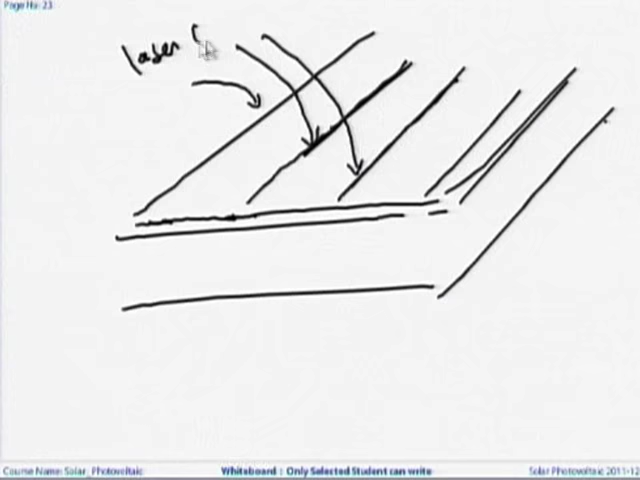 Page No: 23
laser
Course Name: Solar_Photovoltaic
Whiteboard : Only Selected Student can write
Solar Photovoltaic 2011-12